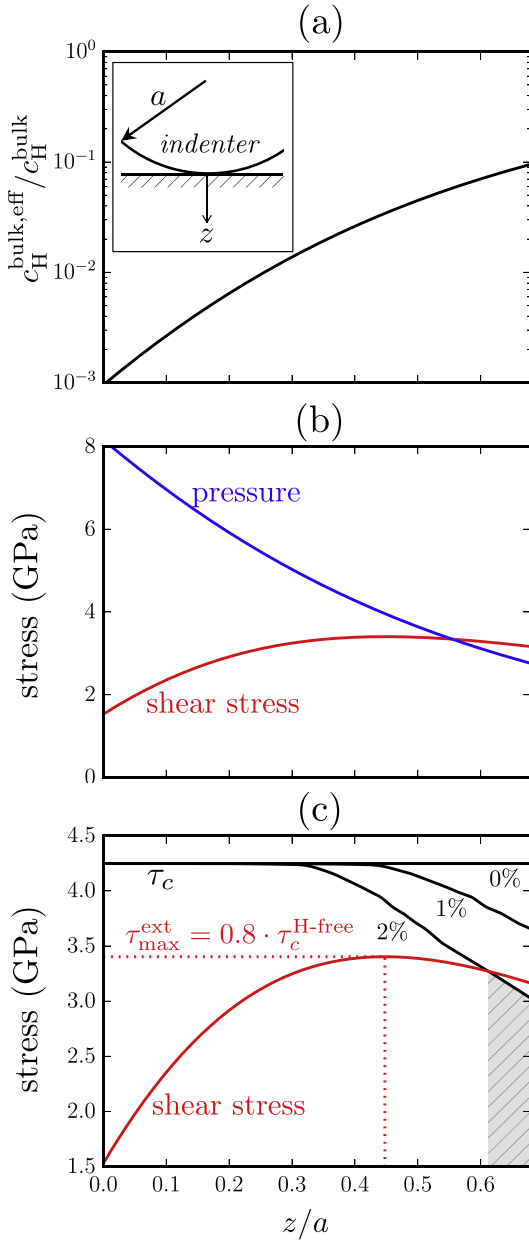 (a)
c_H^bulk,eff / c_H^bulk
10^0
10^−1
10^−2
10^−3
a
indenter
z
(b)
stress (GPa)
8
6
4
2
0
pressure
shear stress
(c)
stress (GPa)
4.5
4.0
3.5
3.0
2.5
2.0
1.5
τ_c
0%
1%
2%
τ_max^ext = 0.8 · τ_c^H-free
shear stress
0.0 0.1 0.2 0.3 0.4 0.5 0.6
z/a